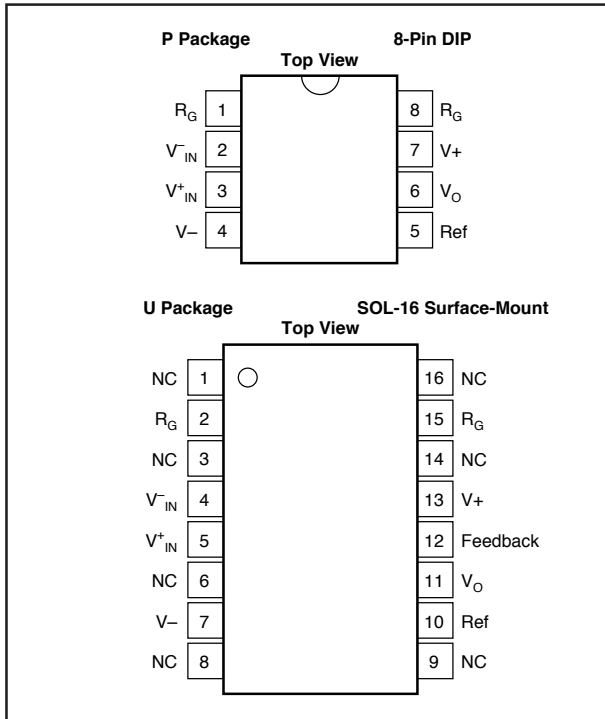 P Package 8-Pin DIP
Top View
R_G 1 8 R_G
V⁻_IN 2 7 V+
V⁺_IN 3 6 V_O
V– 4 5 Ref
U Package SOL-16 Surface-Mount
Top View
NC 1 16 NC
R_G 2 15 R_G
NC 3 14 NC
V⁻_IN 4 13 V+
V⁺_IN 5 12 Feedback
NC 6 11 V_O
V– 7 10 Ref
NC 8 9 NC